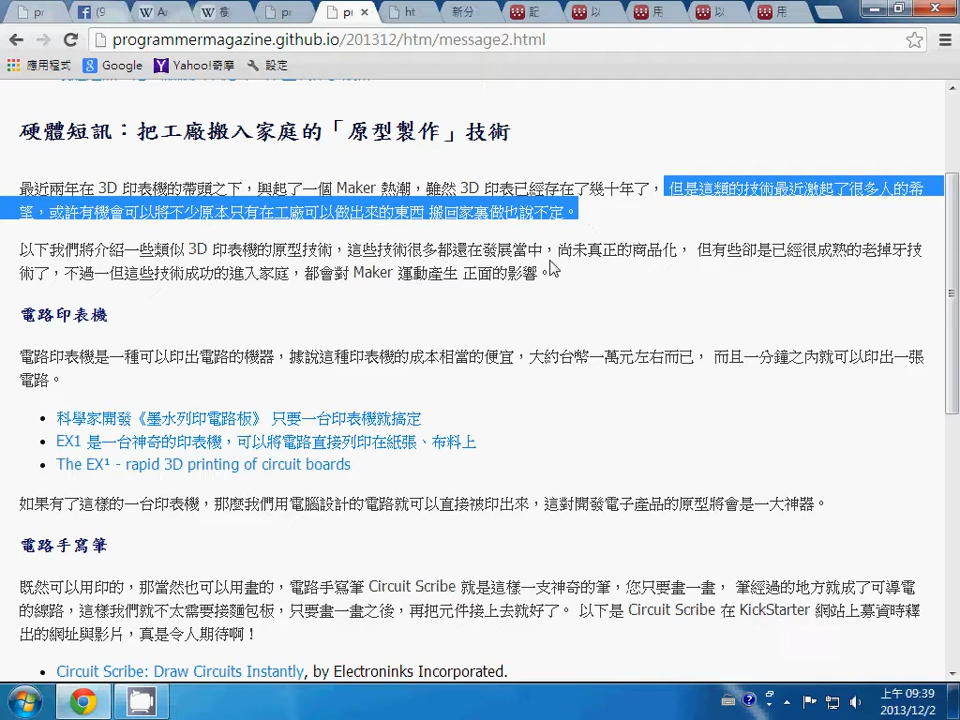 pr
(9
W A
W 樓
pr
pr
ht
新分
記
以
用
以
用
programmermagazine.github.io/201312/htm/message2.html
應用程式 Google Yahoo!奇摩 設定
硬體短訊：把工廠搬入家庭的「原型製作」技術
最近兩年在 3D 印表機的帶頭之下，興起了一個 Maker 熱潮，雖然 3D 印表已經存在了幾十年了， 但是這類的技術最近激起了很多人的希
望，或許有機會可以將不少原本只有在工廠可以做出來的東西 搬回家裏做也說不定。
以下我們將介紹一些類似 3D 印表機的原型技術，這些技術很多都還在發展當中，尚未真正的商品化， 但有些卻是已經很成熟的老掉牙技
術了，不過一但這些技術成功的進入家庭，都會對 Maker 運動產生 正面的影響。
電路印表機
電路印表機是一種可以印出電路的機器，據說這種印表機的成本相當的便宜，大約台幣一萬元左右而已， 而且一分鐘之內就可以印出一張
電路。
• 科學家開發《墨水列印電路板》 只要一台印表機就搞定
• EX1 是一台神奇的印表機，可以將電路直接列印在紙張、布料上
• The EX¹ - rapid 3D printing of circuit boards
如果有了這樣的一台印表機，那麼我們用電腦設計的電路就可以直接被印出來，這對開發電子產品的原型將會是一大神器。
電路手寫筆
既然可以用印的，那當然也可以用畫的，電路手寫筆 Circuit Scribe 就是這樣一支神奇的筆，您只要畫一畫， 筆經過的地方就成了可導電
的線路，這樣我們就不太需要接麵包板，只要畫一畫之後，再把元件接上去就好了。 以下是 Circuit Scribe 在 KickStarter 網站上募資時釋
出的網址與影片，真是令人期待啊！
• Circuit Scribe: Draw Circuits Instantly, by Electroninks Incorporated.
上午 09:39
2013/12/2